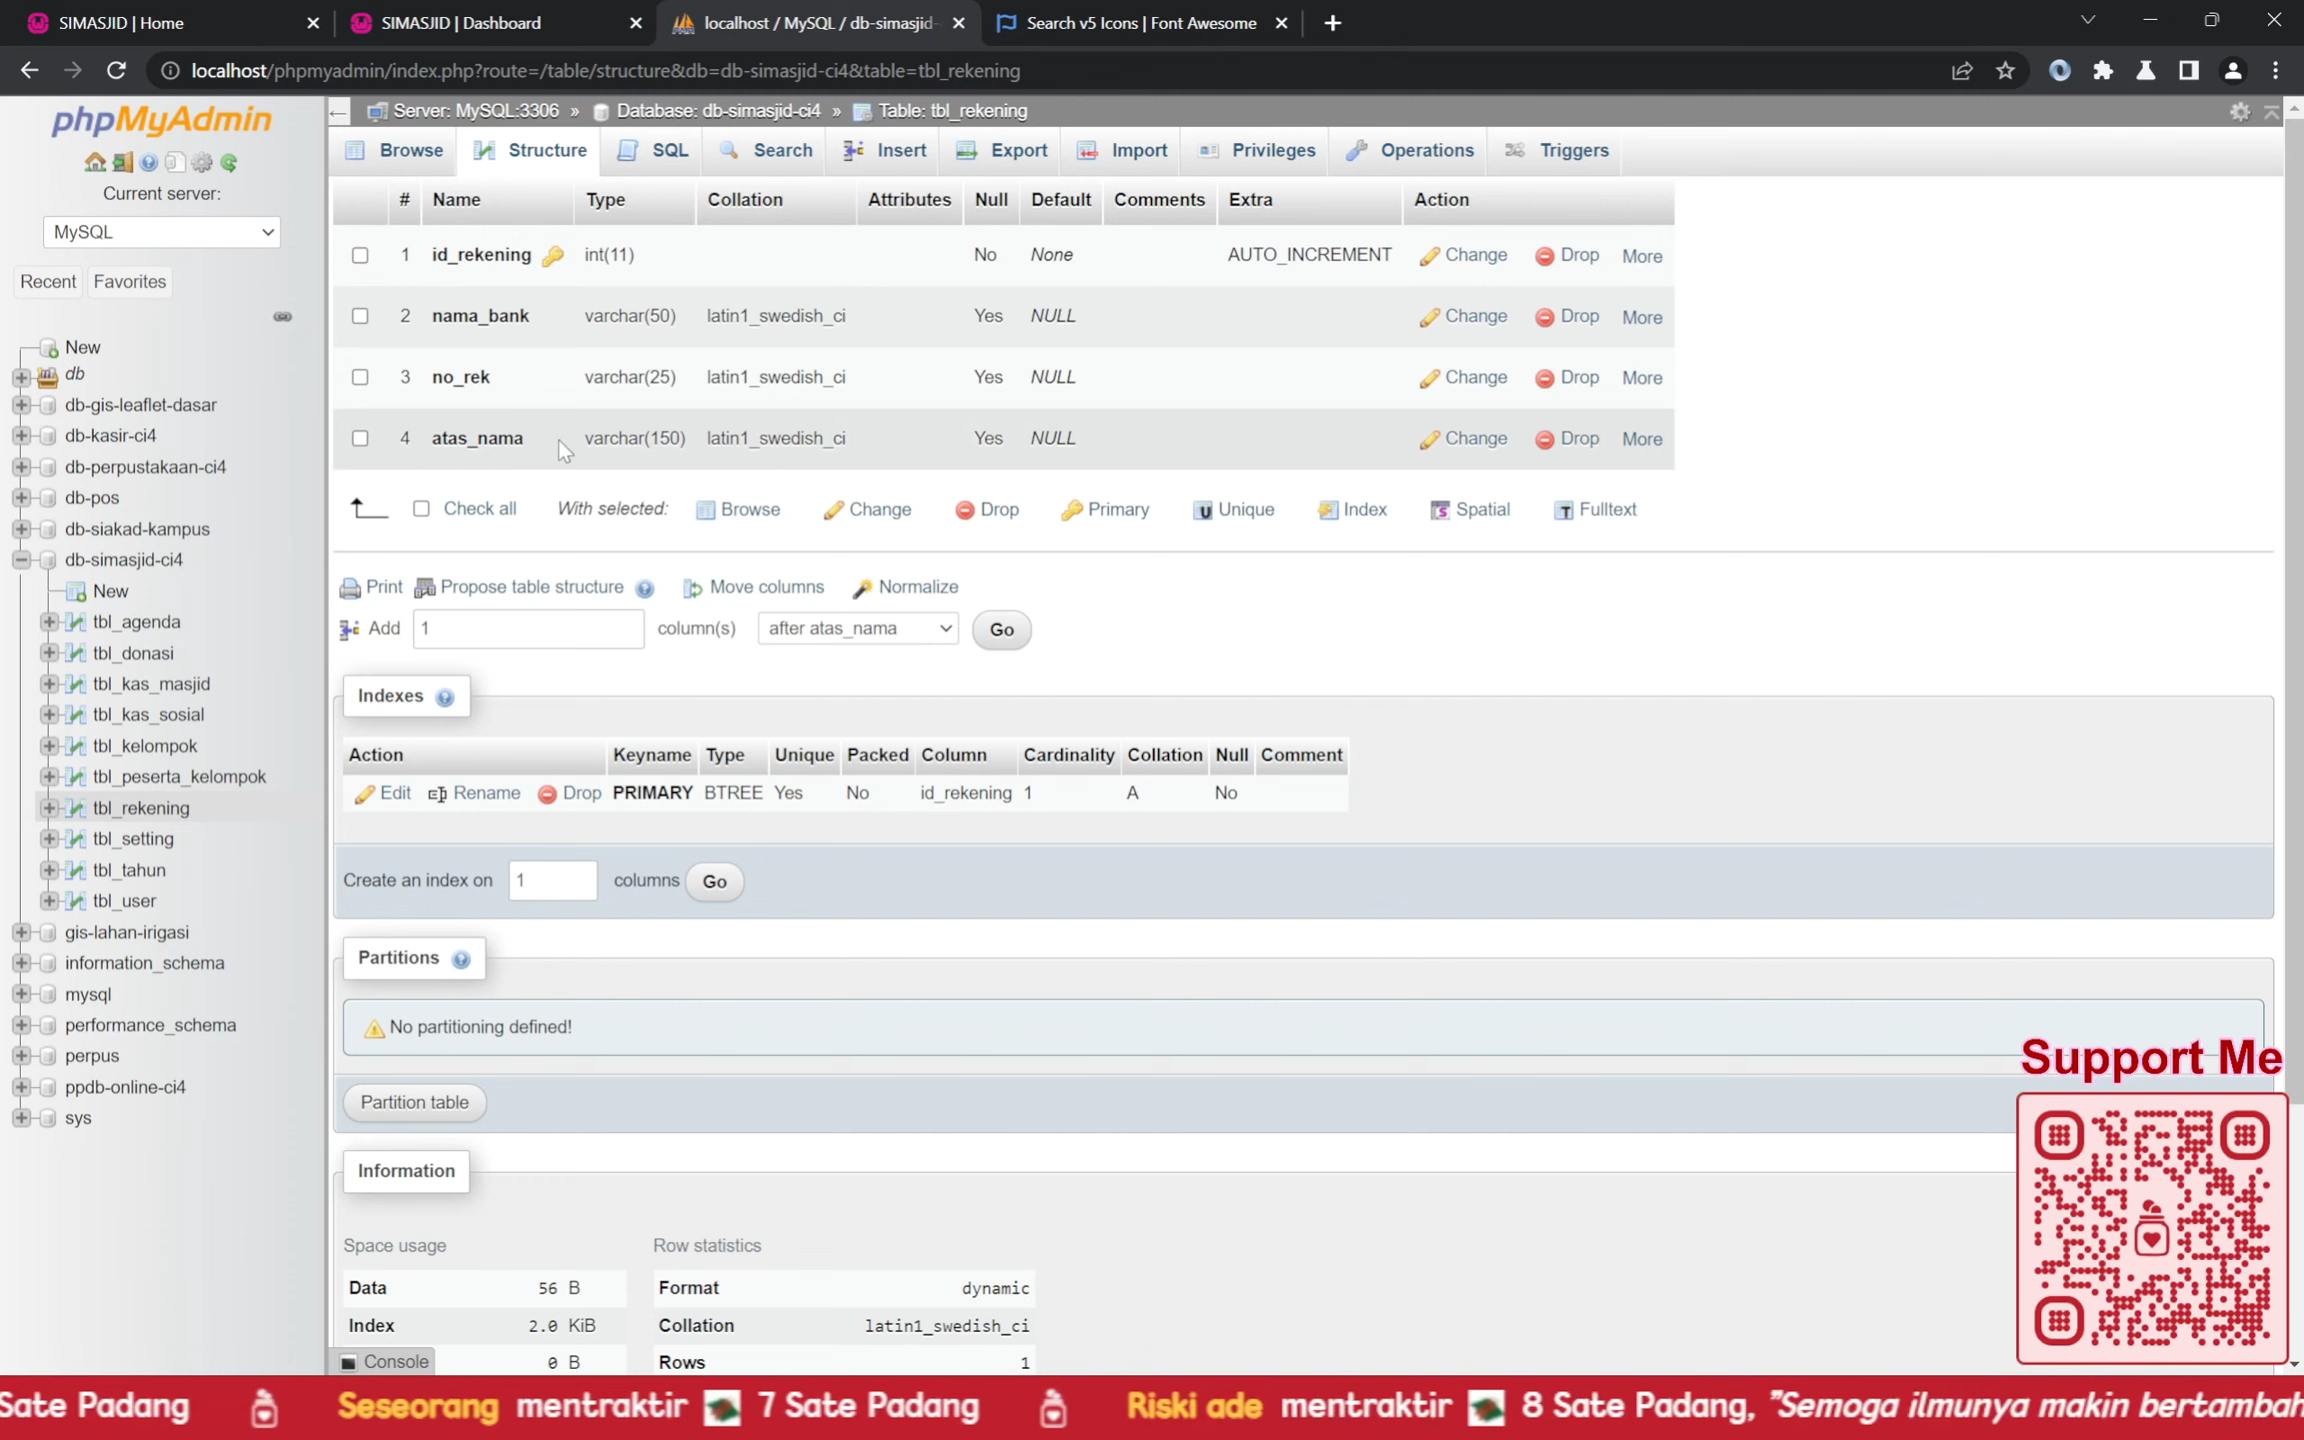 SIMASJID | Home
SIMASJID | Dashboard
localhost / MySQL / db-simasjid-
Search v5 Icons | Font Awesome
localhost/phpmyadmin/index.php?route=/table/structure&db=db-simasjid-ci4&table=tbl_rekening
phpMyAdmin
Current server:
MySQL
Recent
Favorites
New
db
db-gis-leaflet-dasar
db-kasir-ci4
db-perpustakaan-ci4
db-pos
db-siakad-kampus
db-simasjid-ci4
New
tbl_agenda
tbl_donasi
tbl_kas_masjid
tbl_kas_sosial
tbl_kelompok
tbl_peserta_kelompok
tbl_rekening
tbl_setting
tbl_tahun
tbl_user
gis-lahan-irigasi
information_schema
mysql
performance_schema
perpus
ppdb-online-ci4
sys
Server: MySQL:3306 » Database: db-simasjid-ci4 » Table: tbl_rekening
Browse Structure SQL Search Insert Export Import Privileges Operations Triggers
# Name Type Collation Attributes Null Default Comments Extra Action
1 id_rekening int(11) No None AUTO_INCREMENT Change Drop More
2 nama_bank varchar(50) latin1_swedish_ci Yes NULL Change Drop More
3 no_rek varchar(25) latin1_swedish_ci Yes NULL Change Drop More
4 atas_nama varchar(150) latin1_swedish_ci Yes NULL Change Drop More
Check all With selected: Browse Change Drop Primary Unique Index Spatial Fulltext
Print Propose table structure Move columns Normalize
Add 1 column(s) after atas_nama Go
Indexes
Action Keyname Type Unique Packed Column Cardinality Collation Null Comment
Edit Rename Drop PRIMARY BTREE Yes No id_rekening 1 A No
Create an index on 1 columns Go
Partitions
No partitioning defined!
Partition table
Information
Space usage
Data 56 B
Index 2.0 KiB
0 B
Row statistics
Format dynamic
Collation latin1_swedish_ci
Rows 1
Console
Support Me
Sate Padang Seseorang mentraktir 7 Sate Padang Riski ade mentraktir 8 Sate Padang, "Semoga ilmunya makin bertambah